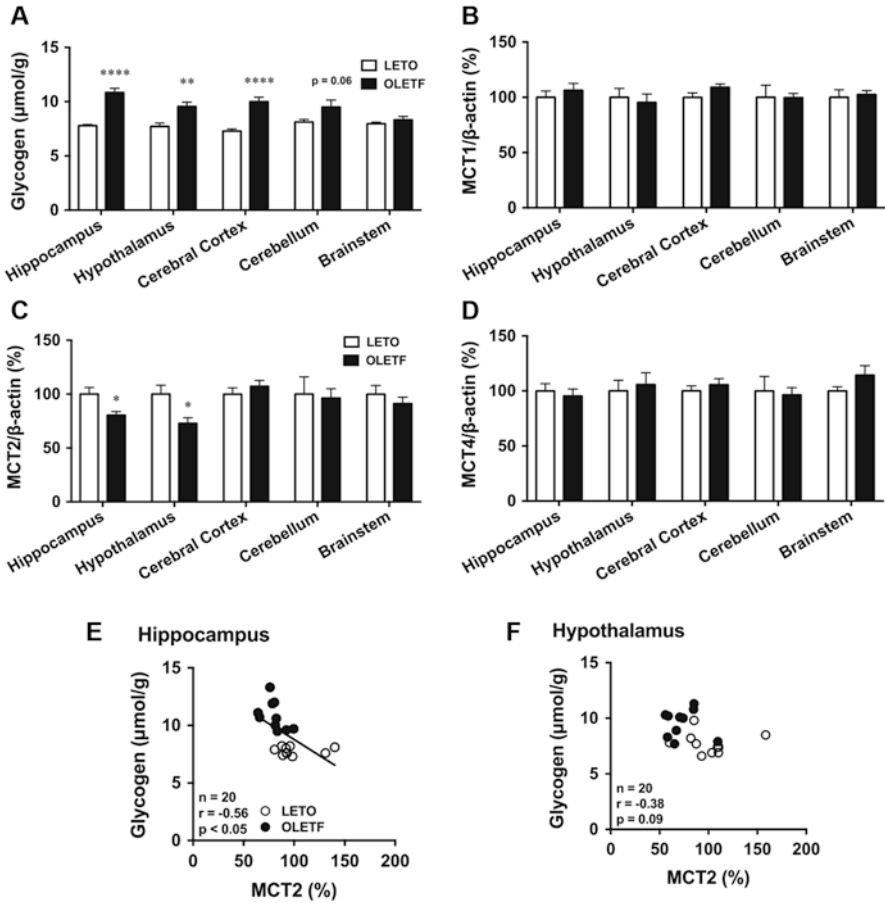 A
Glycogen (µmol/g)
15
10
5
0
****
**
****
p = 0.06
LETO
OLETF
Hippocampus
Hypothalamus
Cerebral Cortex
Cerebellum
Brainstem
B
MCT1/β-actin (%)
150
100
50
0
Hippocampus
Hypothalamus
Cerebral Cortex
Cerebellum
Brainstem
C
MCT2/β-actin (%)
150
100
50
0
*
*
LETO
OLETF
Hippocampus
Hypothalamus
Cerebral Cortex
Cerebellum
Brainstem
D
MCT4/β-actin (%)
150
100
50
0
Hippocampus
Hypothalamus
Cerebral Cortex
Cerebellum
Brainstem
E Hippocampus
Glycogen (µmol/g)
15
10
5
0
n = 20
r = -0.56
p < 0.05
LETO
OLETF
0 50 100 150 200
MCT2 (%)
F Hypothalamus
Glycogen (µmol/g)
15
10
5
0
n = 20
r = -0.38
p = 0.09
0 50 100 150 200
MCT2 (%)